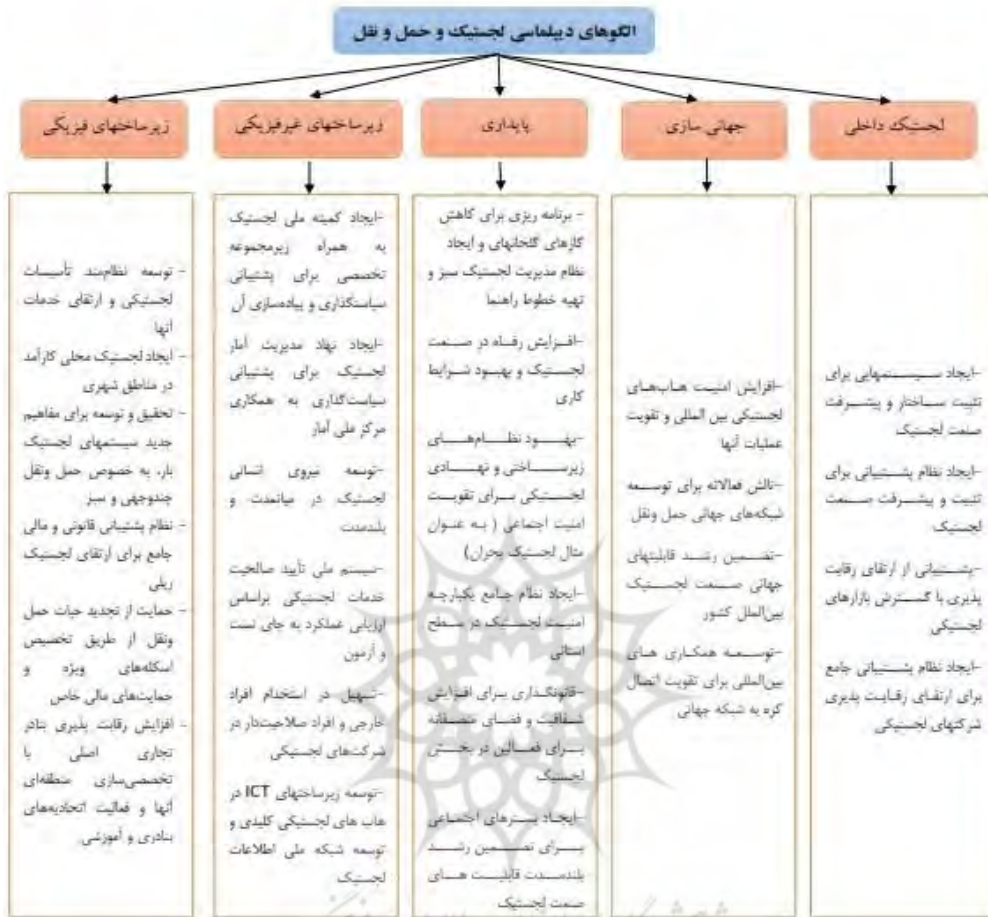 الگوهای دیپلماسی لجستیک و حمل و نقل
لجستیک داخلی
جهانی سازی
پایداری
زیرساختهای غیرفیزیکی
زیرساختهای فیزیکی
-ایجاد سیستمهایی برای
تثبیت ساختار و پیشرفت
صنعت لجستیک
-ایجاد نظام پشتیبانی برای
تثبیت و پیشرفت صنعت
لجستیک
-پشتیبانی از ارتقای رقابت
پذیری با گسترش بازارهای
لجستیکی
-ایجاد نظام پشتیبانی جامع
برای ارتقای رقابت پذیری
شرکتهای لجستیکی
-افزایش امنیت هاب‌های
لجستیکی بین المللی و تقویت
عملیات آنها
-تالش فعالانه برای توسعه
شبکه‌های جهانی حمل ونقل
-تضمین رشد قابلیتهای
جهانی صنعت لجستیک
بین‌الملل کشور
-توسعه همکاری های
بین‌المللی برای تقویت اتصال
کره به شبکه جهانی
- برنامه ریزی برای کاهش
گازهای گلخانهای و ایجاد
نظام مدیریت لجستیک سبز و
تهیه خطوط راهنما
-افزایش رفاه در صنعت
لجستیک و بهبود شرایط
کاری
-بهبود نظام‌های
زیرساختی و نهادی
لجستیکی برای تقویت
امنیت اجتماعی ( به عنوان
مثال لجستیک بحران)
-ایجاد نظام جامع یکپارچه
امنیت لجستیک در سطح
استانی
-قانونگذاری برای افزایش
شفافیت و فضای منصفانه
برای فعالین در بخش
لجستیک
-ایجاد بسترهای اجتماعی
برای تضمین رشد
بلندمدت قابلیت های
صمت لجستیک
-ایجاد کمیته ملی لجستیک
به همراه زیرمجموعه
تخصصی برای پشتیبانی
سیاستگذاری و پیاده‌سازی آن
-ایجاد نهاد مدیریت آمار
لجستیک برای پشتیبانی
سیاست‌گذاری به همکاری
مرکز ملی آمار
-توسعه نیروی انسانی
لجستیک در میانمدت و
بلندمدت
-سیستم ملی تأیید صالحیت
خدمات لجستیکی براساس
ارزیابی عملکرد به جای تست
و آزمون
-تسهیل در استخدام افراد
خارجی و افراد صلاحیت‌دار در
شرکت‌های لجستیکی
-توسعه زیرساختهای ICT در
هاب های لجستیکی کلیدی و
توسعه شبکه ملی اطلاعات
لجستیک
- توسعه نظام‌مند تأسیسات
لجستیکی و ارتقای خدمات
آنها
- ایجاد لجستیک محلی کارآمد
در مناطق شهری
- تحقیق و توسعه برای مفاهیم
جدید سیستمهای لجستیک
بار، به خصوص حمل ونقل
چندوجهی و سبز
- نظام پشتیبانی قانونی و مالی
جامع برای ارتقای لجستیک
ریلی
- حمایت از تجدید حیات حمل
ونقل از طریق تخصیص
اسکله‌های ویژه و
حمایت‌های مالی خاص
- افزایش رقابت پذیری بنادر
تجاری اصلی با
تخصصی‌سازی منطقه‌ای
آنها و فعالیت اتحادیه‌های
بنادری و آموزشی.